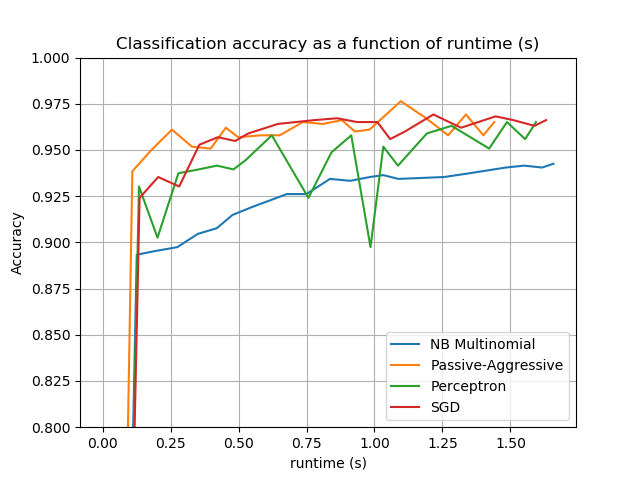 Classification accuracy as a function of runtime (s)
1.000
0.975
0.950
0.925
0.900
0.875
0.850
0.825
0.800
Accuracy
NB Multinomial
Passive-Aggressive
Perceptron
SGD
0.00 0.25 0.50 0.75 1.00 1.25 1.50
runtime (s)